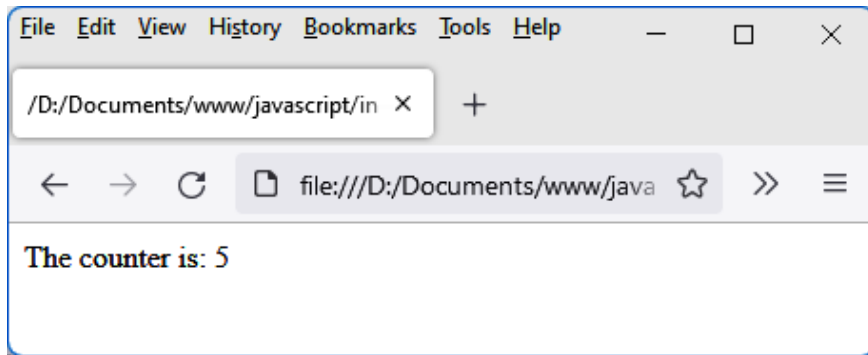 File Edit View History Bookmarks Tools Help
/D:/Documents/www/javascript/in
file:///D:/Documents/www/java
The counter is: 5